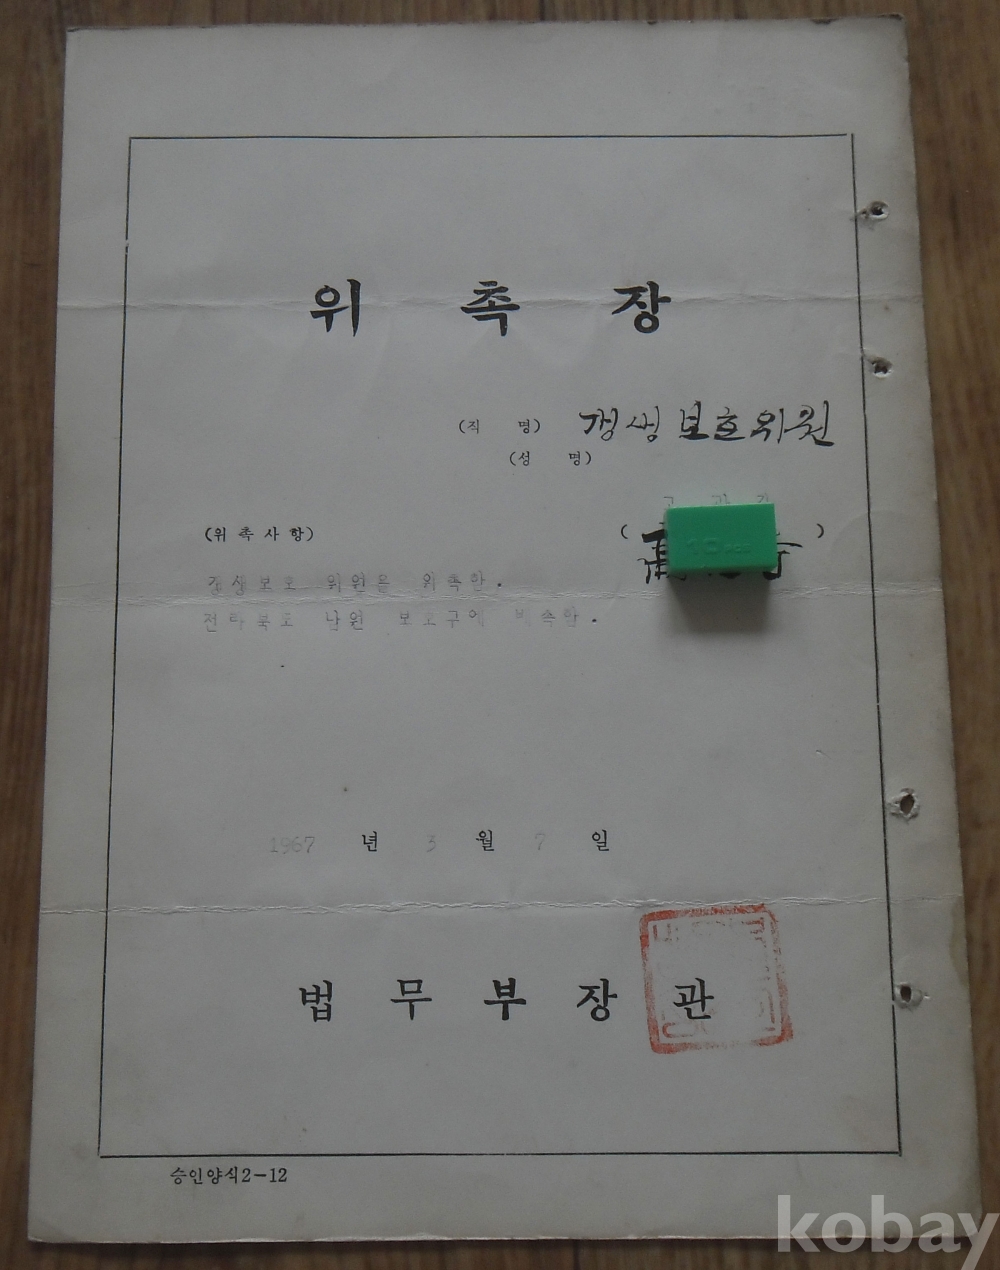 위 촉 장
(직 명) 갱생보호위원
(성 명)
( )
(위 촉 사 항)
갱생보호 위원을 위촉함.
전라북도 남원 보호구에 배속함.
1967 년 3 월 7 일
법 무 부 장 관
승인양식2-12
kobay